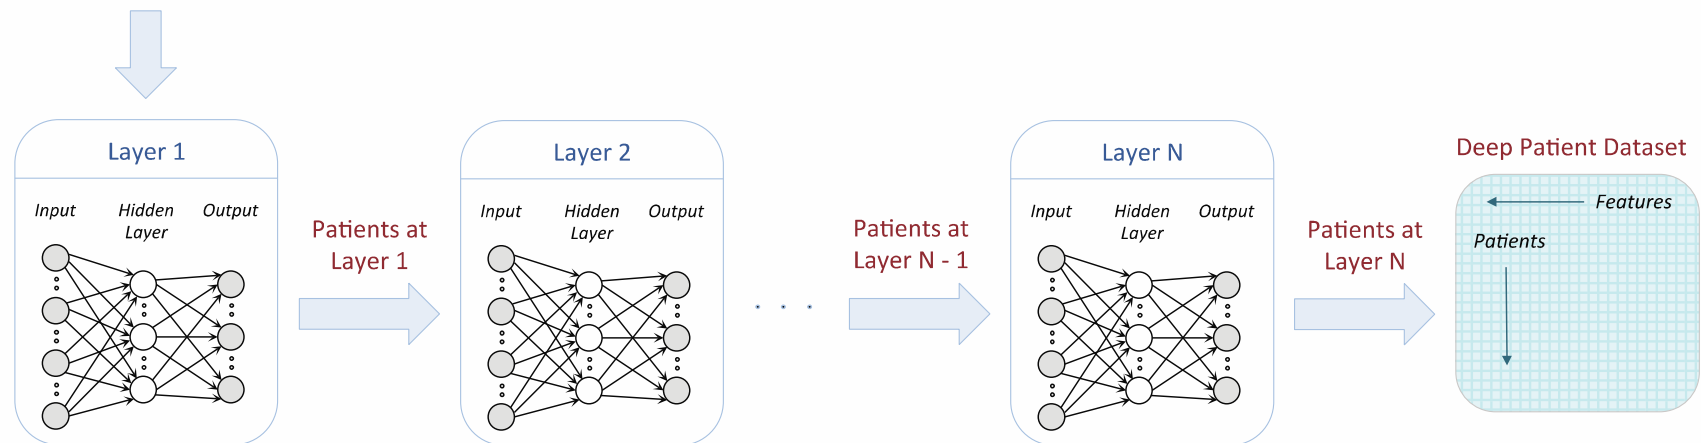 Layer 1
Input
Hidden
Layer
Output
Patients at
Layer 1
Layer 2
Input
Hidden
Layer
Output
. . .
Patients at
Layer N - 1
Layer N
Input
Hidden
Layer
Output
Patients at
Layer N
Deep Patient Dataset
Features
Patients